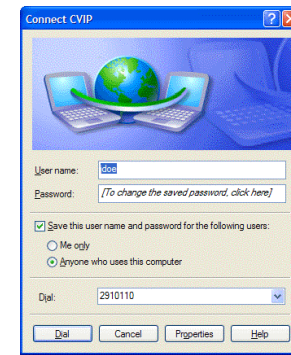 Connect CVIP
User name:
doe
Password:
[To change the saved password, click here]
Save this user name and password for the following users:
Me only
Anyone who uses this computer
Dial:
2910110
Dial
Cancel
Properties
Help